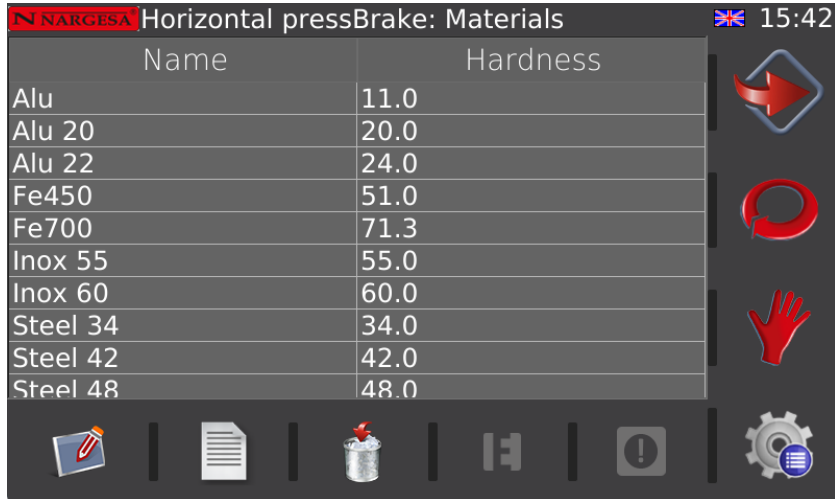 N NARGESA® Horizontal pressBrake: Materials 15:42
Name Hardness
Alu 11.0
Alu 20 20.0
Alu 22 24.0
Fe450 51.0
Fe700 71.3
Inox 55 55.0
Inox 60 60.0
Steel 34 34.0
Steel 42 42.0
Steel 48 48.0